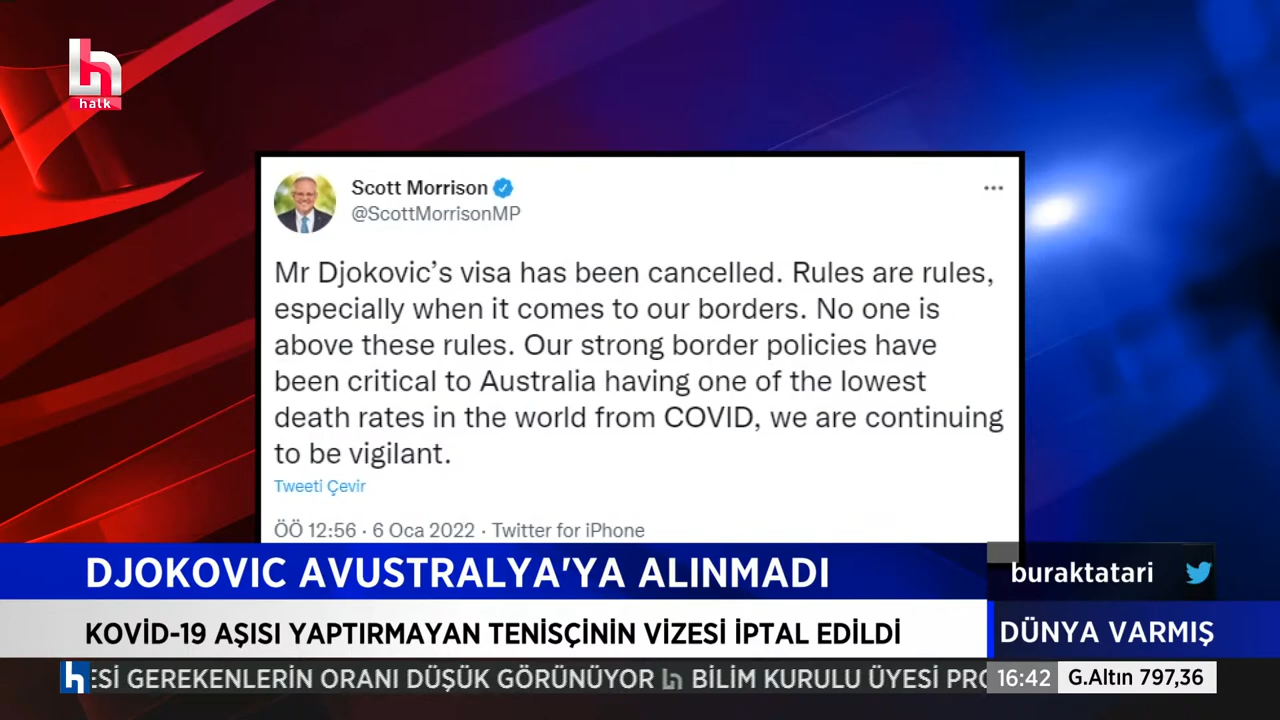 halk
Scott Morrison
@ScottMorrisonMP
Mr Djokovic's visa has been cancelled. Rules are rules,
especially when it comes to our borders. No one is
above these rules. Our strong border policies have
been critical to Australia having one of the lowest
death rates in the world from COVID, we are continuing
to be vigilant.
Tweeti Çevir
ÖÖ 12:56 · 6 Oca 2022 · Twitter for iPhone
DJOKOVIC AVUSTRALYA'YA ALINMADI
buraktatari
KOVİD-19 AŞISI YAPTIRMAYAN TENİSÇİNİN VİZESİ İPTAL EDİLDİ
DÜNYA VARMIŞ
GEREKENLERİN ORANI DÜŞÜK GÖRÜNÜYOR BİLİM KURULU ÜYESİ
16:42 G.Altın 797,36